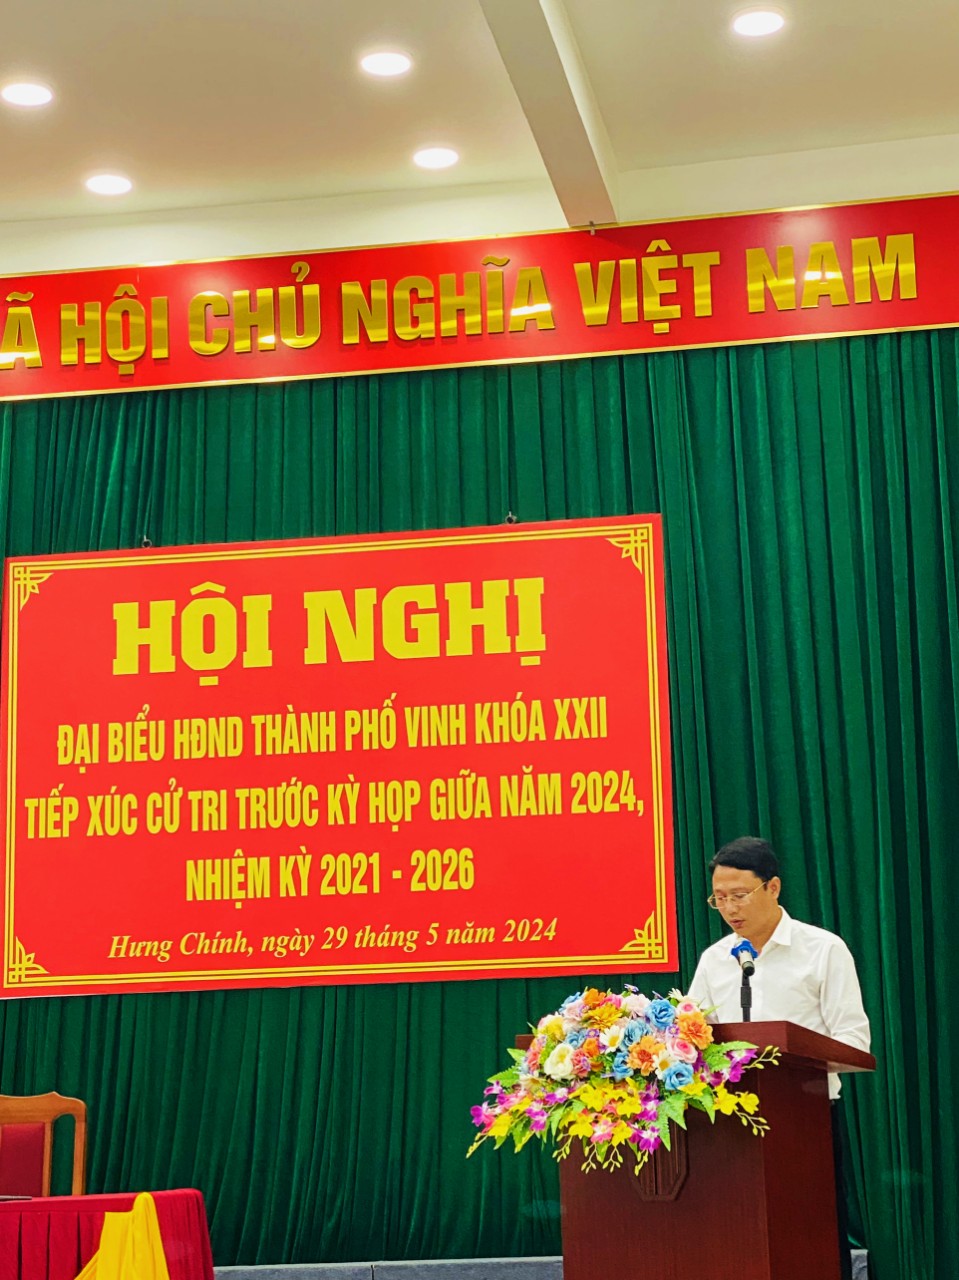 Ã HỘI CHỦ NGHĨA VIỆT NAM
HỘI NGHỊ
ĐẠI BIỂU HĐND THÀNH PHỐ VINH KHÓA XXII
TIẾP XÚC CỬ TRI TRƯỚC KỲ HỌP GIỮA NĂM 2024,
NHIỆM KỲ 2021 - 2026
Hưng Chính, ngày 29 tháng 5 năm 2024